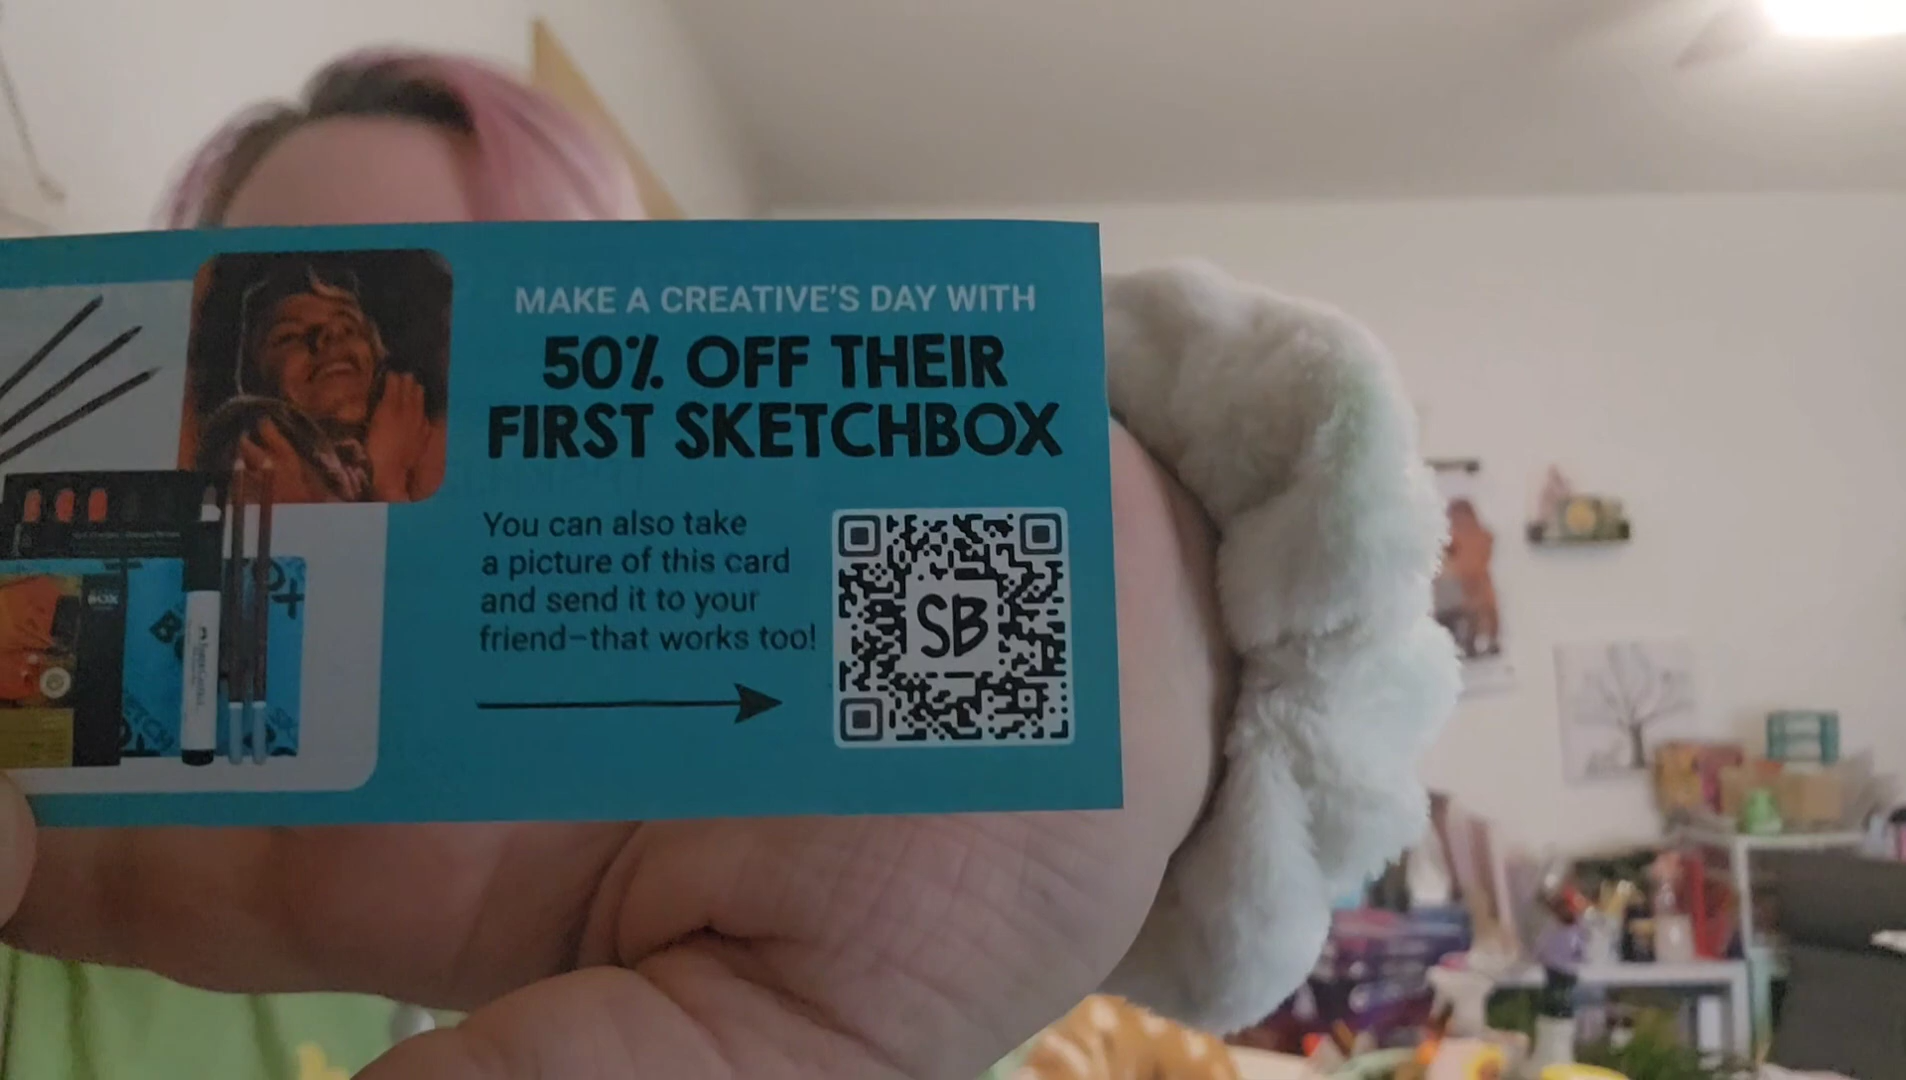 MAKE A CREATIVE'S DAY WITH
50% OFF THEIR
FIRST SKETCHBOX
You can also take
a picture of this card
and send it to your
friend–that works too!
SB
BOX